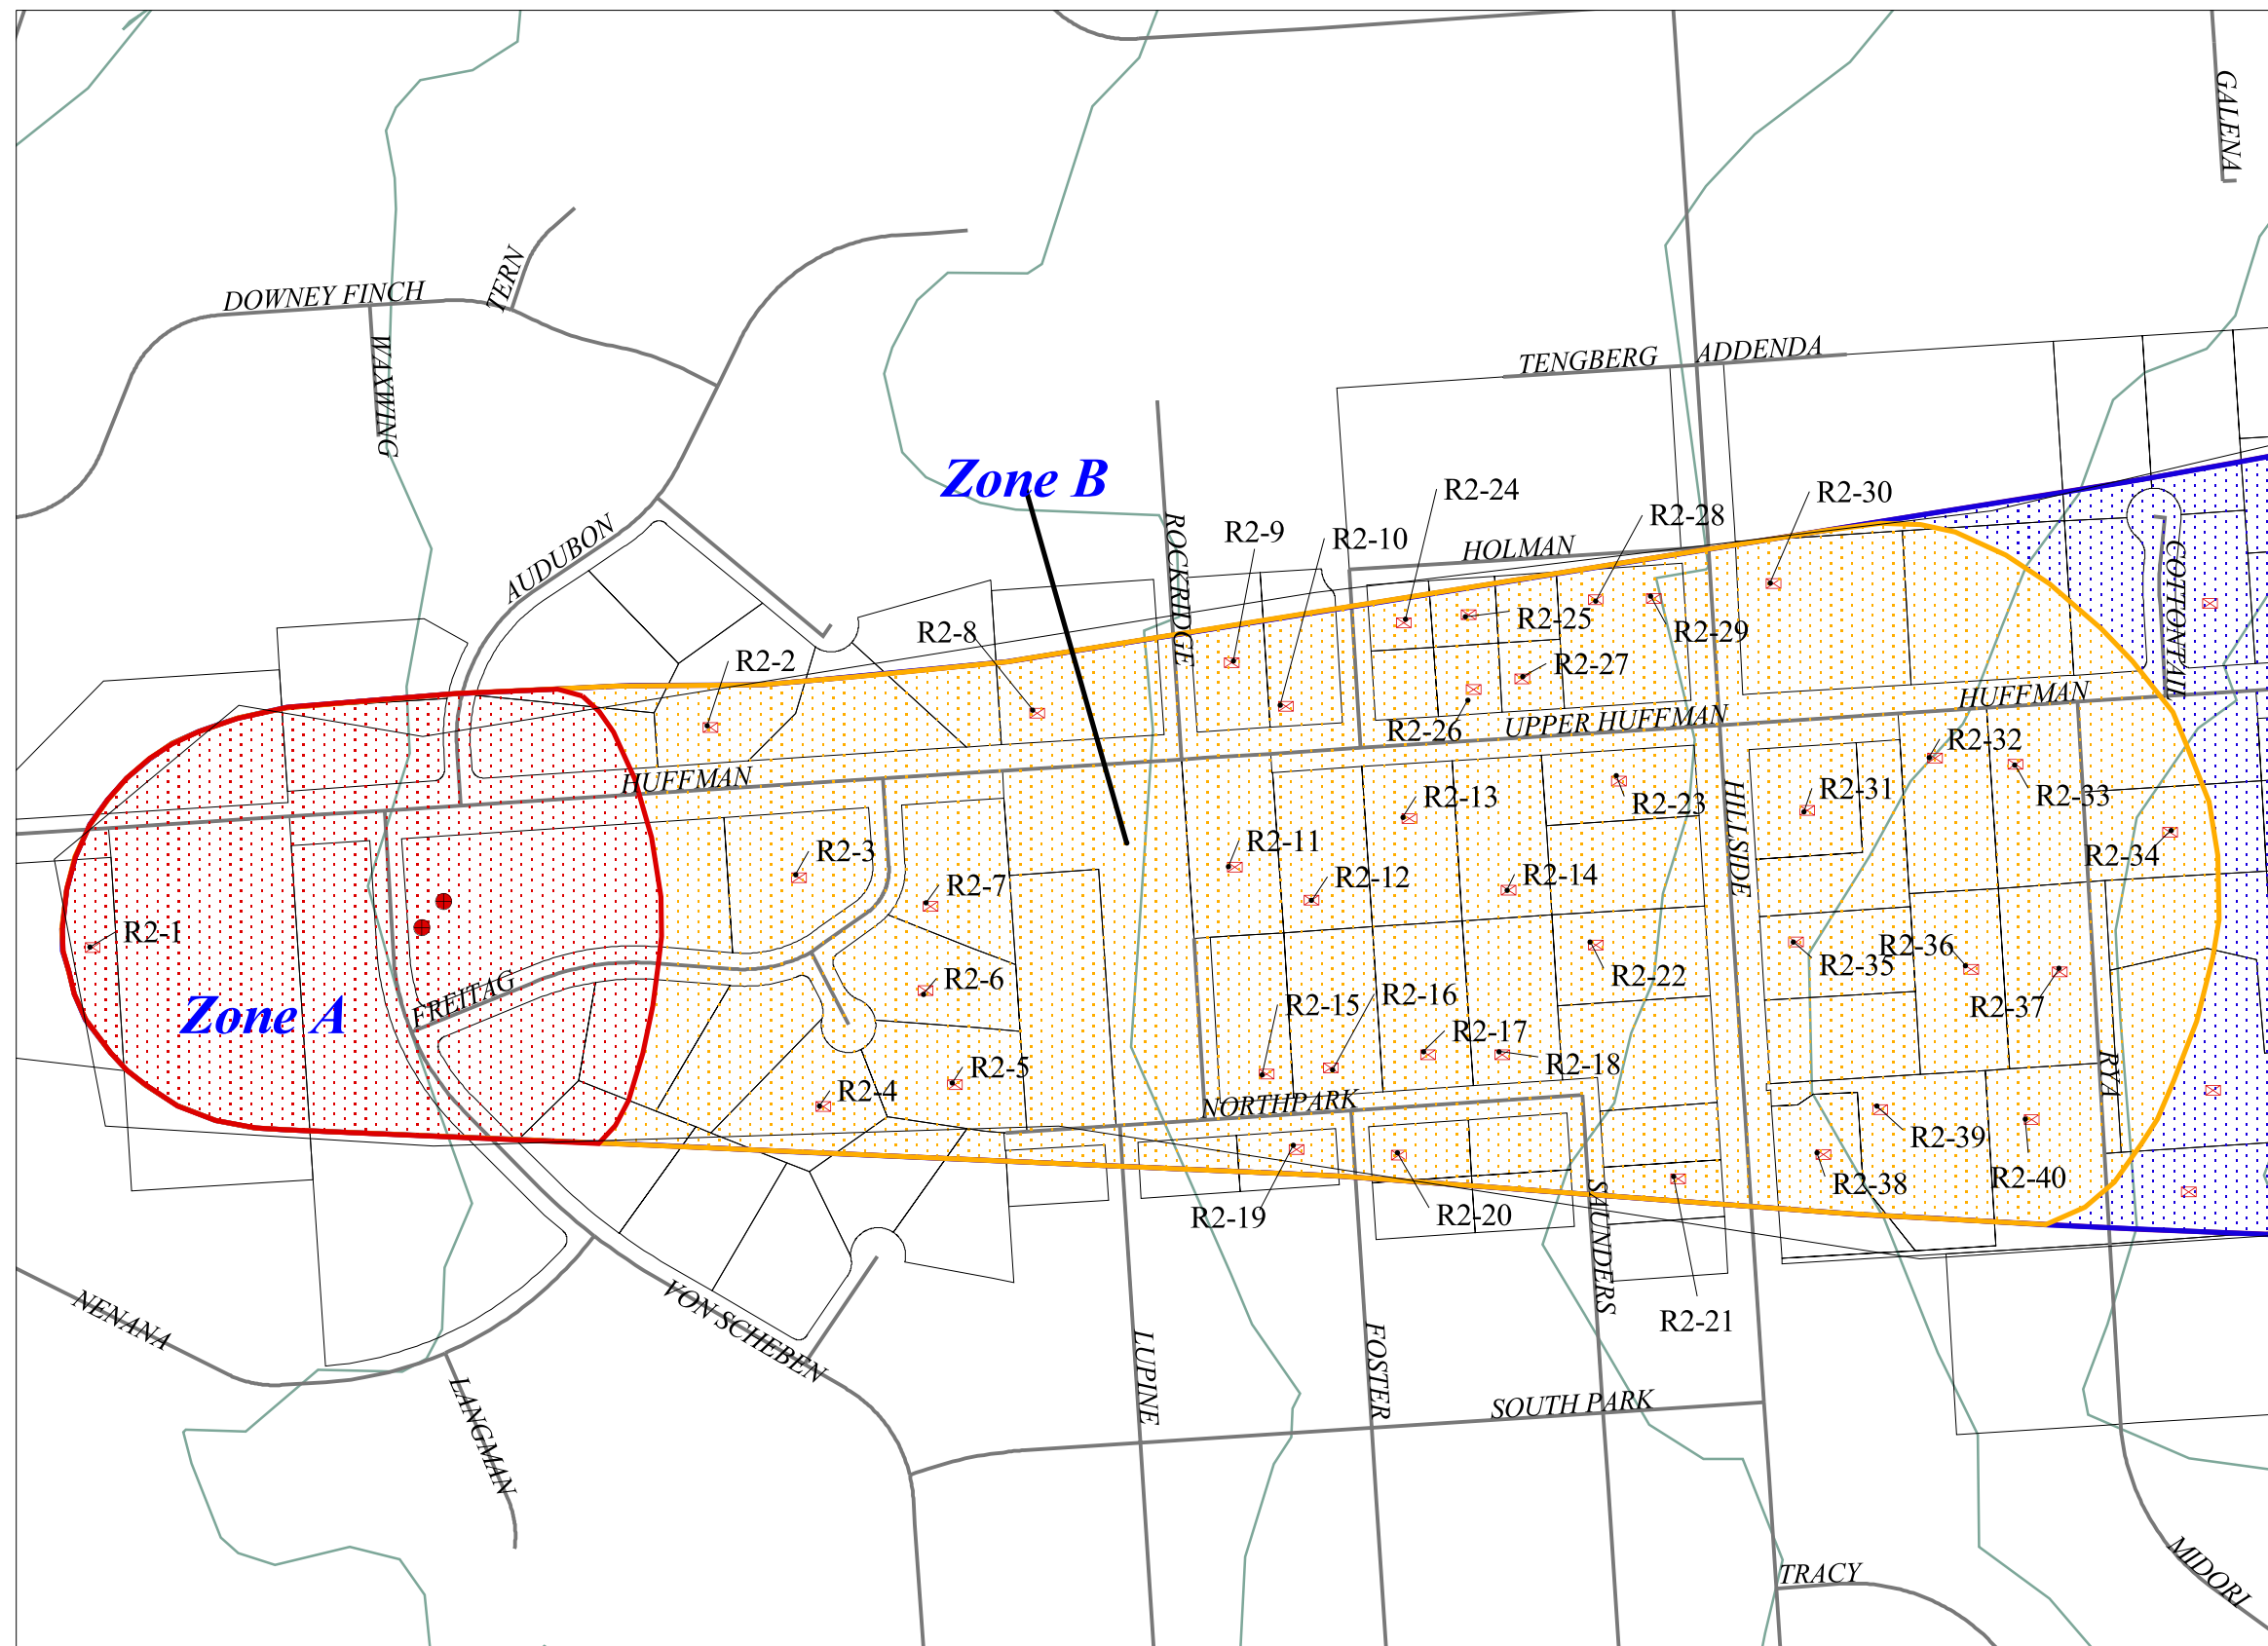 GALENA
TERN
DOWNEY FINCH
WAXWING
TENGBERG
ADDENDA
Zone B
R2-24
R2-30
R2-28
AUDUBON
ROCKRIDGE
R2-9
R2-10
HOLMAN
COTTONTAIL
R2-25
R2-29
R2-8
R2-2
R2-27
HUFFMAN
R2-26
UPPER HUFFMAN
R2-32
HUFFMAN
HILLSIDE
R2-13
R2-23
R2-31
R2-33
R2-3
R2-11
R2-34
R2-7
R2-12
R2-14
R2-1
R2-36
R2-35
R2-22
R2-6
FREITAG
Zone A
R2-15
R2-16
R2-37
R2-17
R2-18
R2-5
RYA
R2-4
NORTHPARK
R2-39
R2-40
R2-38
R2-19
R2-20
SAUNDERS
R2-21
NENANA
VON SCHEBEN
LUPINE
FOSTER
LANGMAN
SOUTH PARK
TRACY
MIDORI